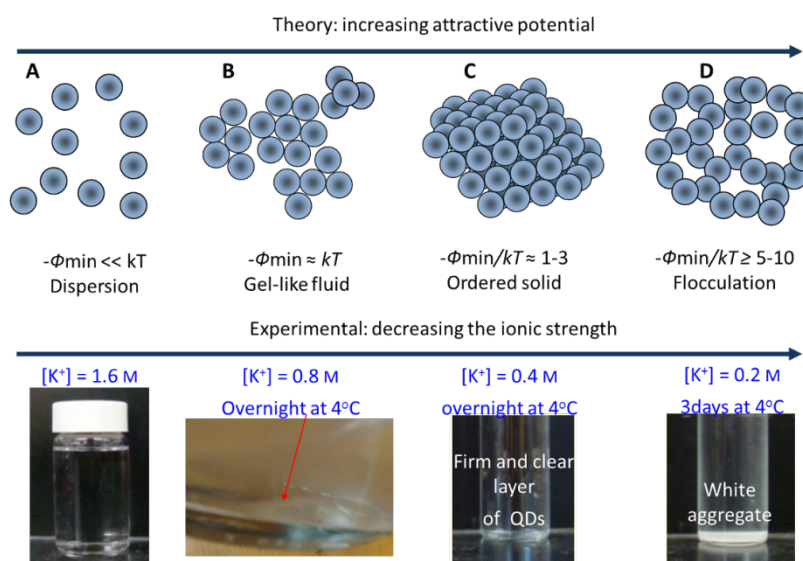 Theory: increasing attractive potential
A B C D
-Φmin << kT -Φmin ≈ kT -Φmin/kT ≈ 1-3 -Φmin/kT ≥ 5-10
Dispersion Gel-like fluid Ordered solid Flocculation
Experimental: decreasing the ionic strength
[K⁺] = 1.6 M [K⁺] = 0.8 M [K⁺] = 0.4 M [K⁺] = 0.2 M
Overnight at 4°C overnight at 4°C 3days at 4°C
Firm and clear
layer
of QDs
White
aggregate